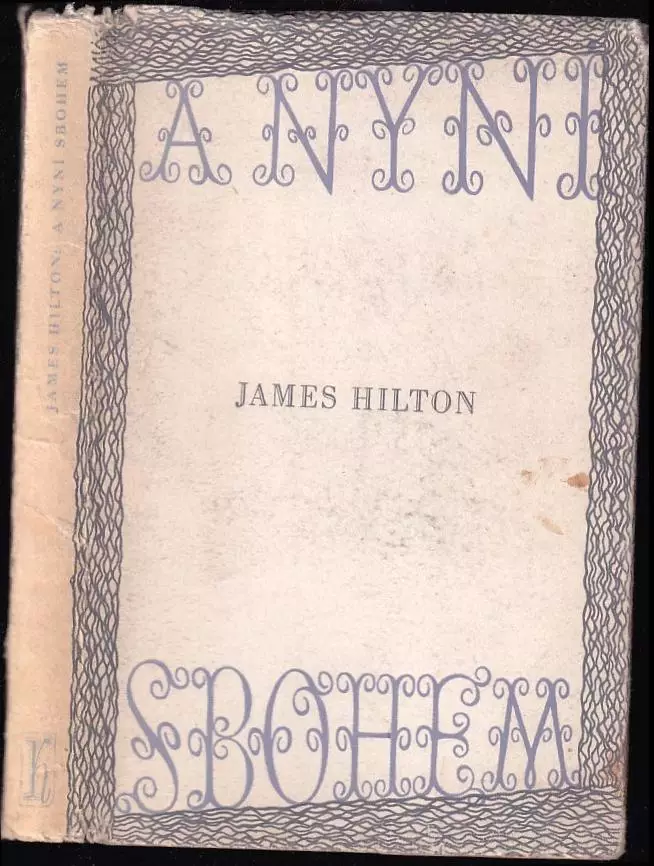 A NYNÍ
JAMES HILTON
SBOHEM
JAMES HILTON: A NYNÍ SBOHEM
h